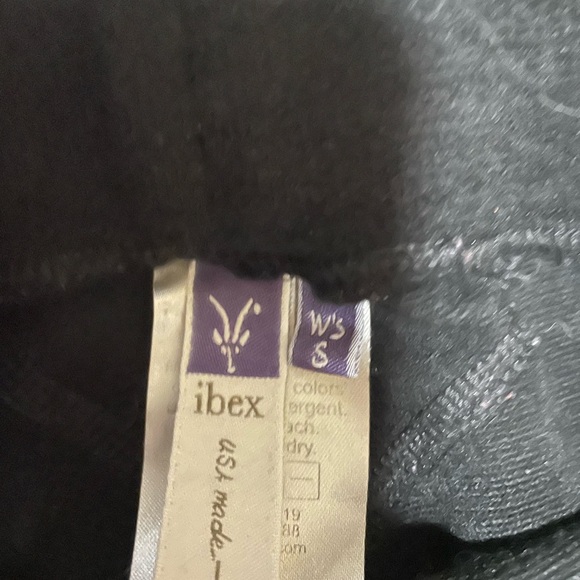 ibex
USA made...
W's
S
colors
ergent.
ach.
dry.
19
88
com